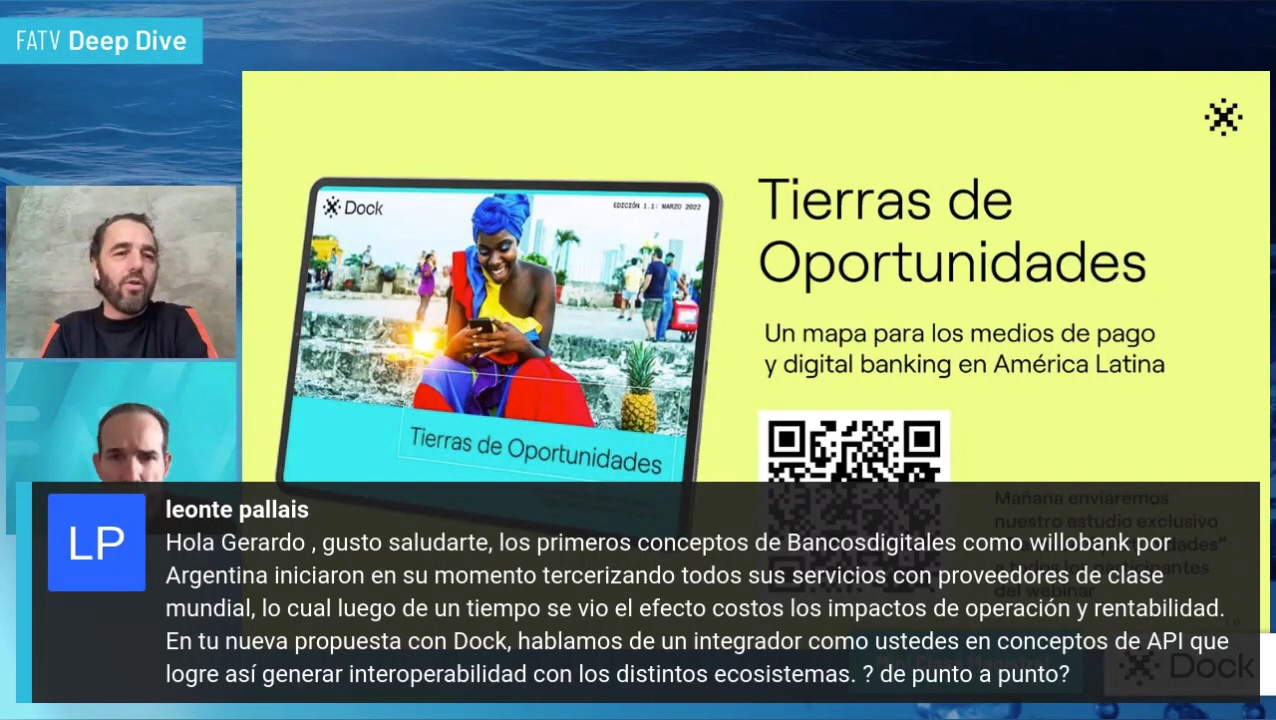 FATV Deep Dive
Dock
EDICIÓN 1.1: MARZO 2022
Tierras de Oportunidades
Tierras de
Oportunidades
Un mapa para los medios de pago
y digital banking en América Latina
Mañana enviaremos
nuestro estudio exclusivo
del webinar
LP
leonte pallais
Hola Gerardo , gusto saludarte, los primeros conceptos de Bancosdigitales como willobank por
Argentina iniciaron en su momento tercerizando todos sus servicios con proveedores de clase
mundial, lo cual luego de un tiempo se vio el efecto costos los impactos de operación y rentabilidad.
En tu nueva propuesta con Dock, hablamos de un integrador como ustedes en conceptos de API que
logre así generar interoperabilidad con los distintos ecosistemas. ? de punto a punto?
Dock